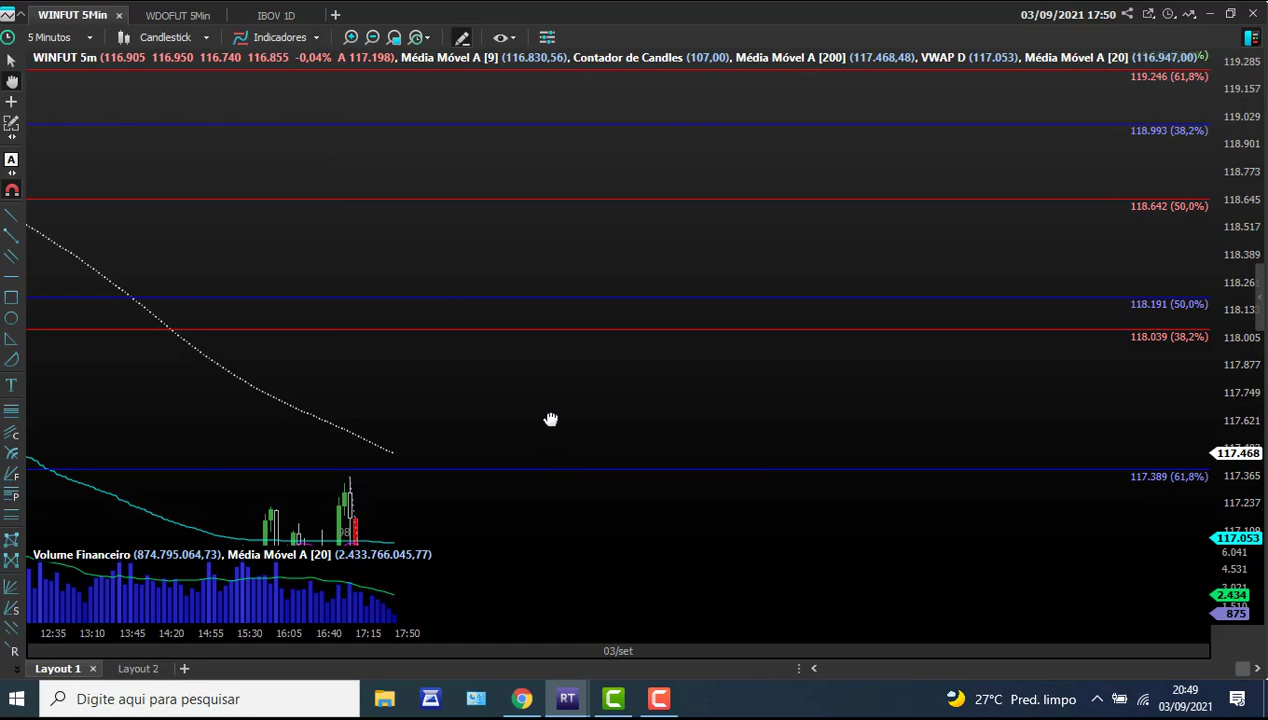 WINFUT 5Min
WDOFUT 5Min
IBOV 1D
03/09/2021 17:50
5 Minutos
Candlestick
Indicadores
WINFUT 5m (116.905 116.950 116.740 116.855 -0,04% A 117.198), Média Móvel A [9] (116.830,56), Contador de Candles (107,00), Média Móvel A [200] (117.468,48), VWAP D (117.053), Média Móvel A [20] (116.947,00)
119.285
119.246 (61,8%)
119.157
118.993 (38,2%)
119.029
118.901
118.773
118.642 (50,0%)
118.645
118.517
118.389
118.261
118.191 (50,0%)
118.133
118.039 (38,2%)
118.005
117.877
117.749
117.621
117.468
117.389 (61,8%)
117.365
117.237
98
117.053
Volume Financeiro (874.795.064,73), Média Móvel A [20] (2.433.766.045,77)
6.041
4.531
2.434
875
12:35 13:10 13:45 14:20 14:55 15:30 16:05 16:40 17:15 17:50
03/set
Layout 1
Layout 2
Digite aqui para pesquisar
RT
27°C Pred. limpo
20:49
03/09/2021